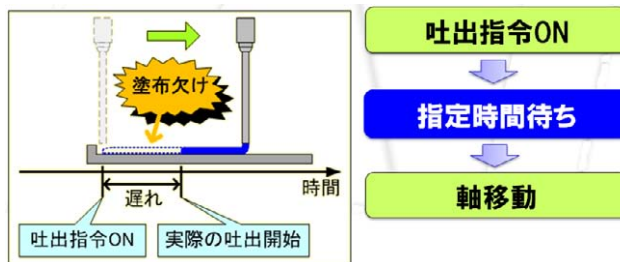 塗布欠け
時間
遅れ
吐出指令ON
実際の吐出開始
吐出指令ON
指定時間待ち
軸移動